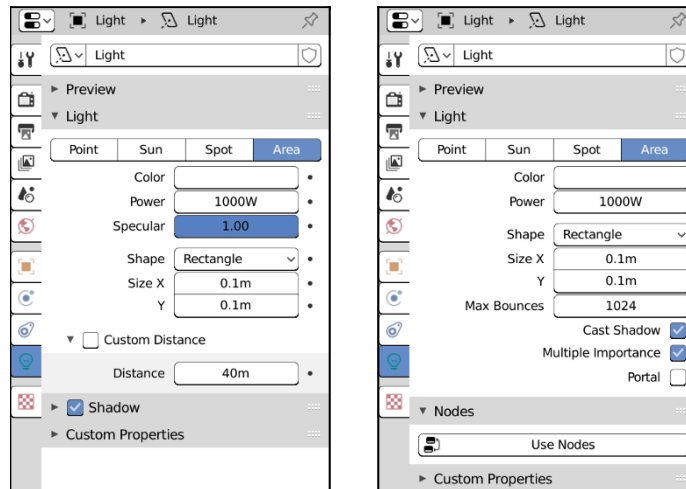 Light ▸ Light
Light
Preview
Light
Point Sun Spot Area
Color
Power 1000W
Specular 1.00
Shape Rectangle
Size X 0.1m
Y 0.1m
Custom Distance
Distance 40m
Shadow
Custom Properties
Light ▸ Light
Light
Preview
Light
Point Sun Spot Area
Color
Power 1000W
Shape Rectangle
Size X 0.1m
Y 0.1m
Max Bounces 1024
Cast Shadow
Multiple Importance
Portal
Nodes
Use Nodes
Custom Properties